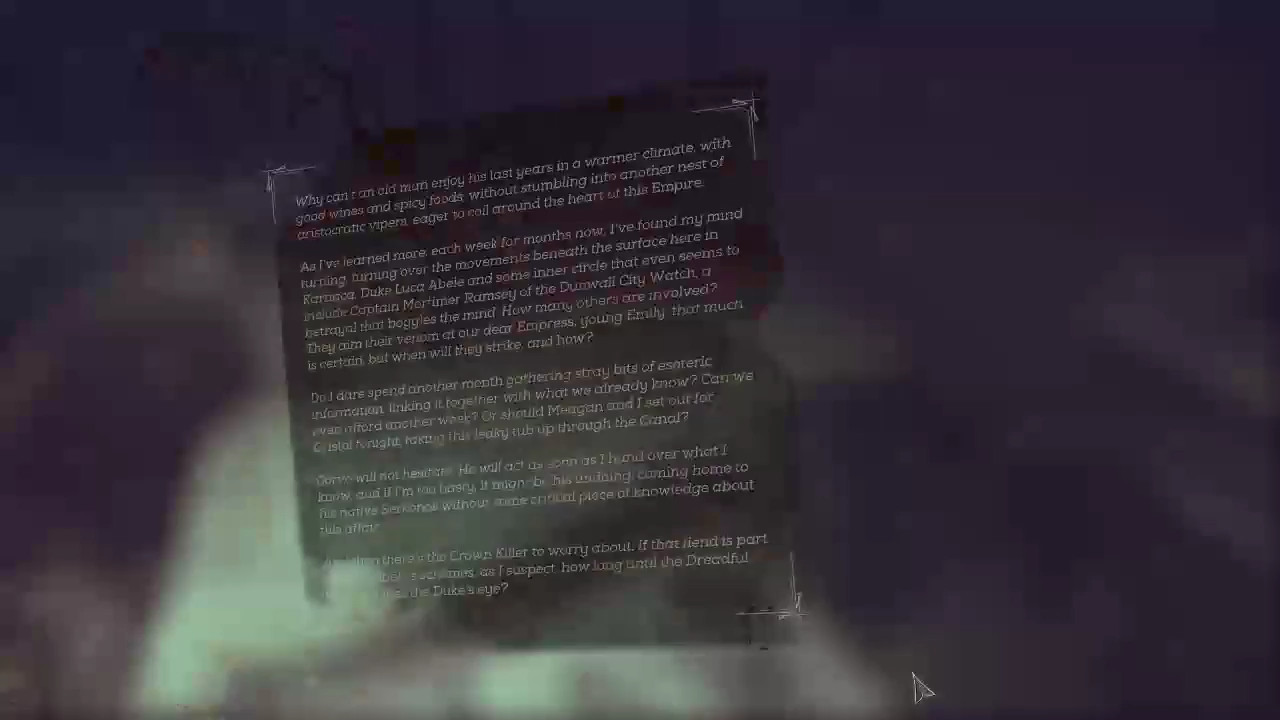 Why can't an old man enjoy his last years in a warmer climate, with
good wines and spicy foods, without stumbling into another nest of
aristocratic vipers, eager to coil around the heart of this Empire.
As I've learned more, each week for months now, I've found my mind
turning, turning over the movements beneath the surface here in
Karnaca. Duke Luca Abele and some inner circle that even seems to
include Captain Mortimer Ramsey of the Dunwall City Watch, a
betrayal that boggles the mind. How many others are involved?
They aim their venom at our dear Empress, young Emily, that much
is certain, but when will they strike, and how?
Do I dare spend another month gathering stray bits of esoteric
information, linking it together with what we already know? Can we
even afford another week? Or should Meagan and I set out for
tonight, taking this leaky tub up through the Canal?
Corvo will not hesitate. He will act as soon as I hand over what I
know, and if I'm too hasty, it might be his undoing, coming home to
his native Serkonos without some critical piece of knowledge about
this affair.
there's the Crown Killer to worry about. If that fiend is part
schemes, as I suspect, how long until the Dreadful
the Duke's eye?